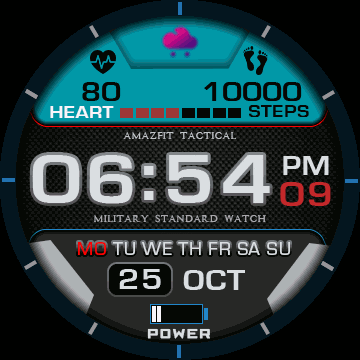 80 10000
HEART STEPS
AMAZFIT TACTICAL
06:54 PM
09
MILITARY STANDARD WATCH
MO TU WE TH FR SA SU
25 OCT
POWER